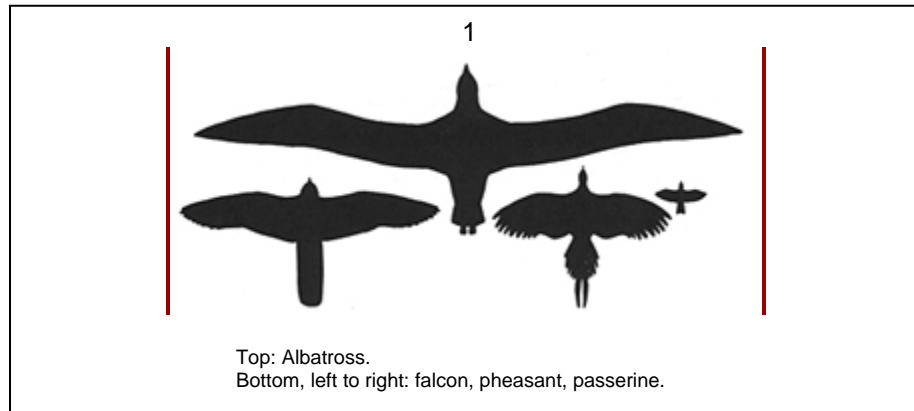 1
Top: Albatross.
Bottom, left to right: falcon, pheasant, passerine.